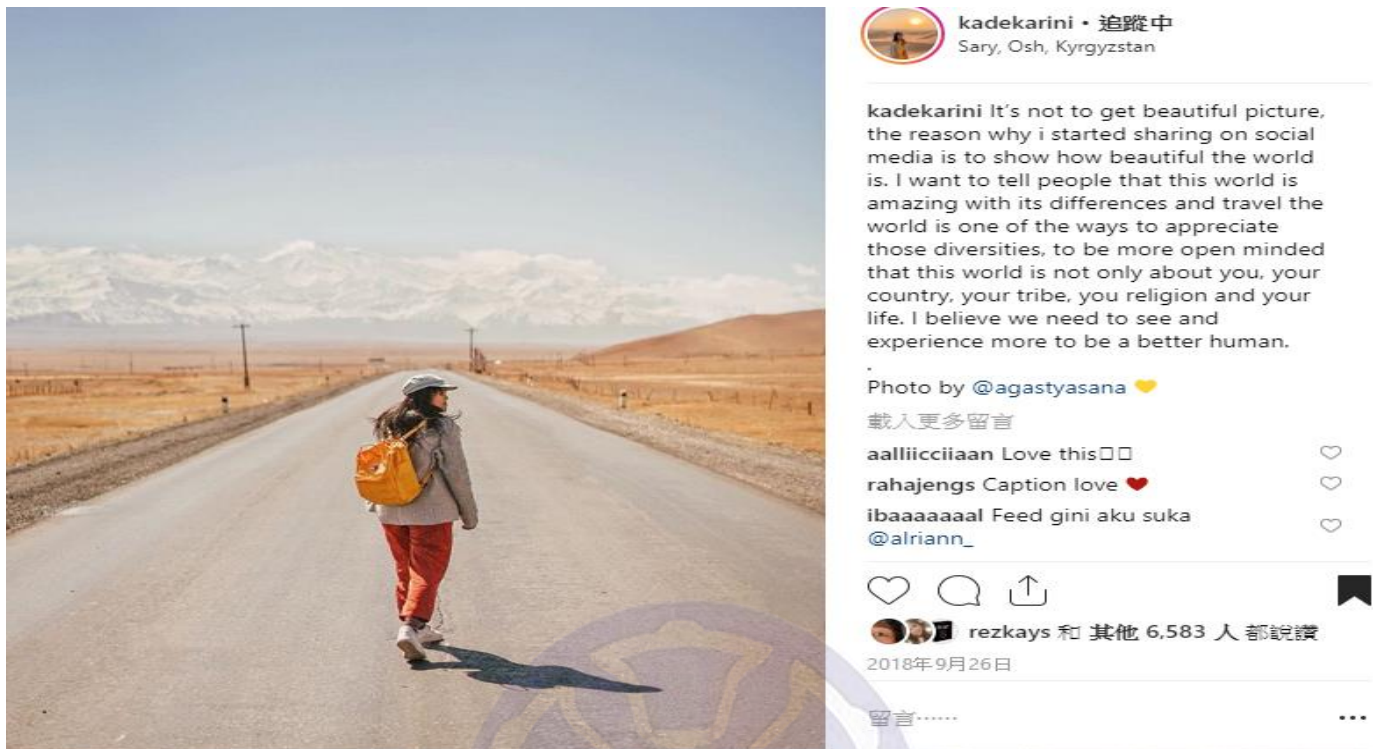 kadekarini • 追蹤中
Sary, Osh, Kyrgyzstan
kadekarini It's not to get beautiful picture,
the reason why i started sharing on social
media is to show how beautiful the world
is. I want to tell people that this world is
amazing with its differences and travel the
world is one of the ways to appreciate
those diversities, to be more open minded
that this world is not only about you, your
country, your tribe, you religion and your
life. I believe we need to see and
experience more to be a better human.
.
Photo by @agastyasana 💛
載入更多留言
aalliicciiaan Love this□□
rahajengs Caption love ❤️
ibaaaaaaal Feed gini aku suka
@alriann_
rezkays 和 其他 6,583 人 都說讚
2018年9月26日
留言……